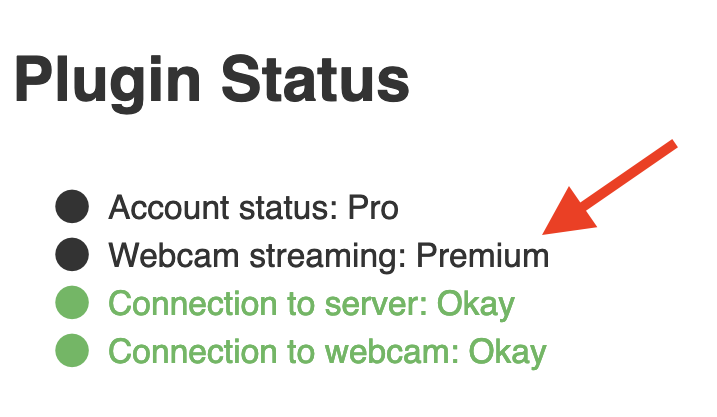 Plugin Status
Account status: Pro
Webcam streaming: Premium
Connection to server: Okay
Connection to webcam: Okay